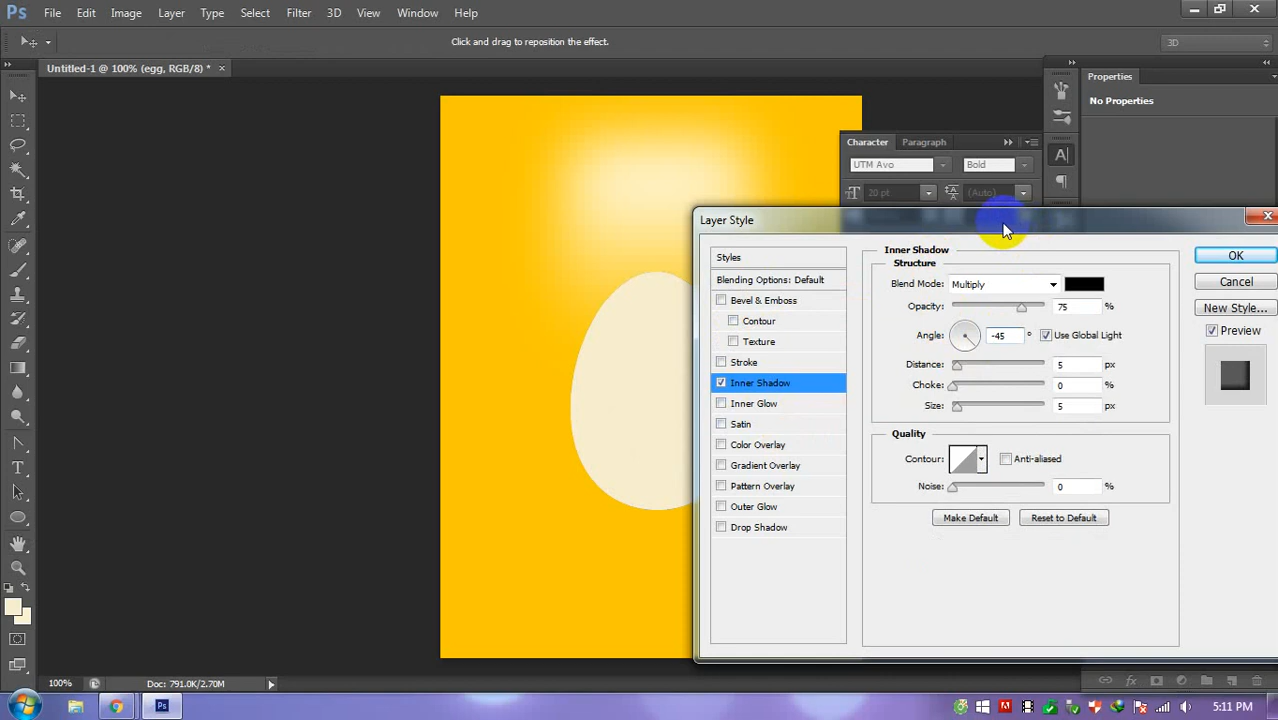 Ps File Edit Image Layer Type Select Filter 3D View Window Help
Click and drag to reposition the effect.
3D
Untitled-1 @ 100% (egg, RGB/8) * ×
Properties
No Properties
Character Paragraph
UTM Avo Bold
20 pt (Auto)
Layer Style
Styles
Blending Options: Default
Bevel & Emboss
Contour
Texture
Stroke
Inner Shadow
Inner Glow
Satin
Color Overlay
Gradient Overlay
Pattern Overlay
Outer Glow
Drop Shadow
Inner Shadow
Structure
Blend Mode: Multiply
Opacity: 75 %
Angle: -45 ° Use Global Light
Distance: 5 px
Choke: 0 %
Size: 5 px
Quality
Contour: Anti-aliased
Noise: 0 %
Make Default Reset to Default
OK
Cancel
New Style...
Preview
100% Doc: 791.0K/2.70M
Ps 5:11 PM